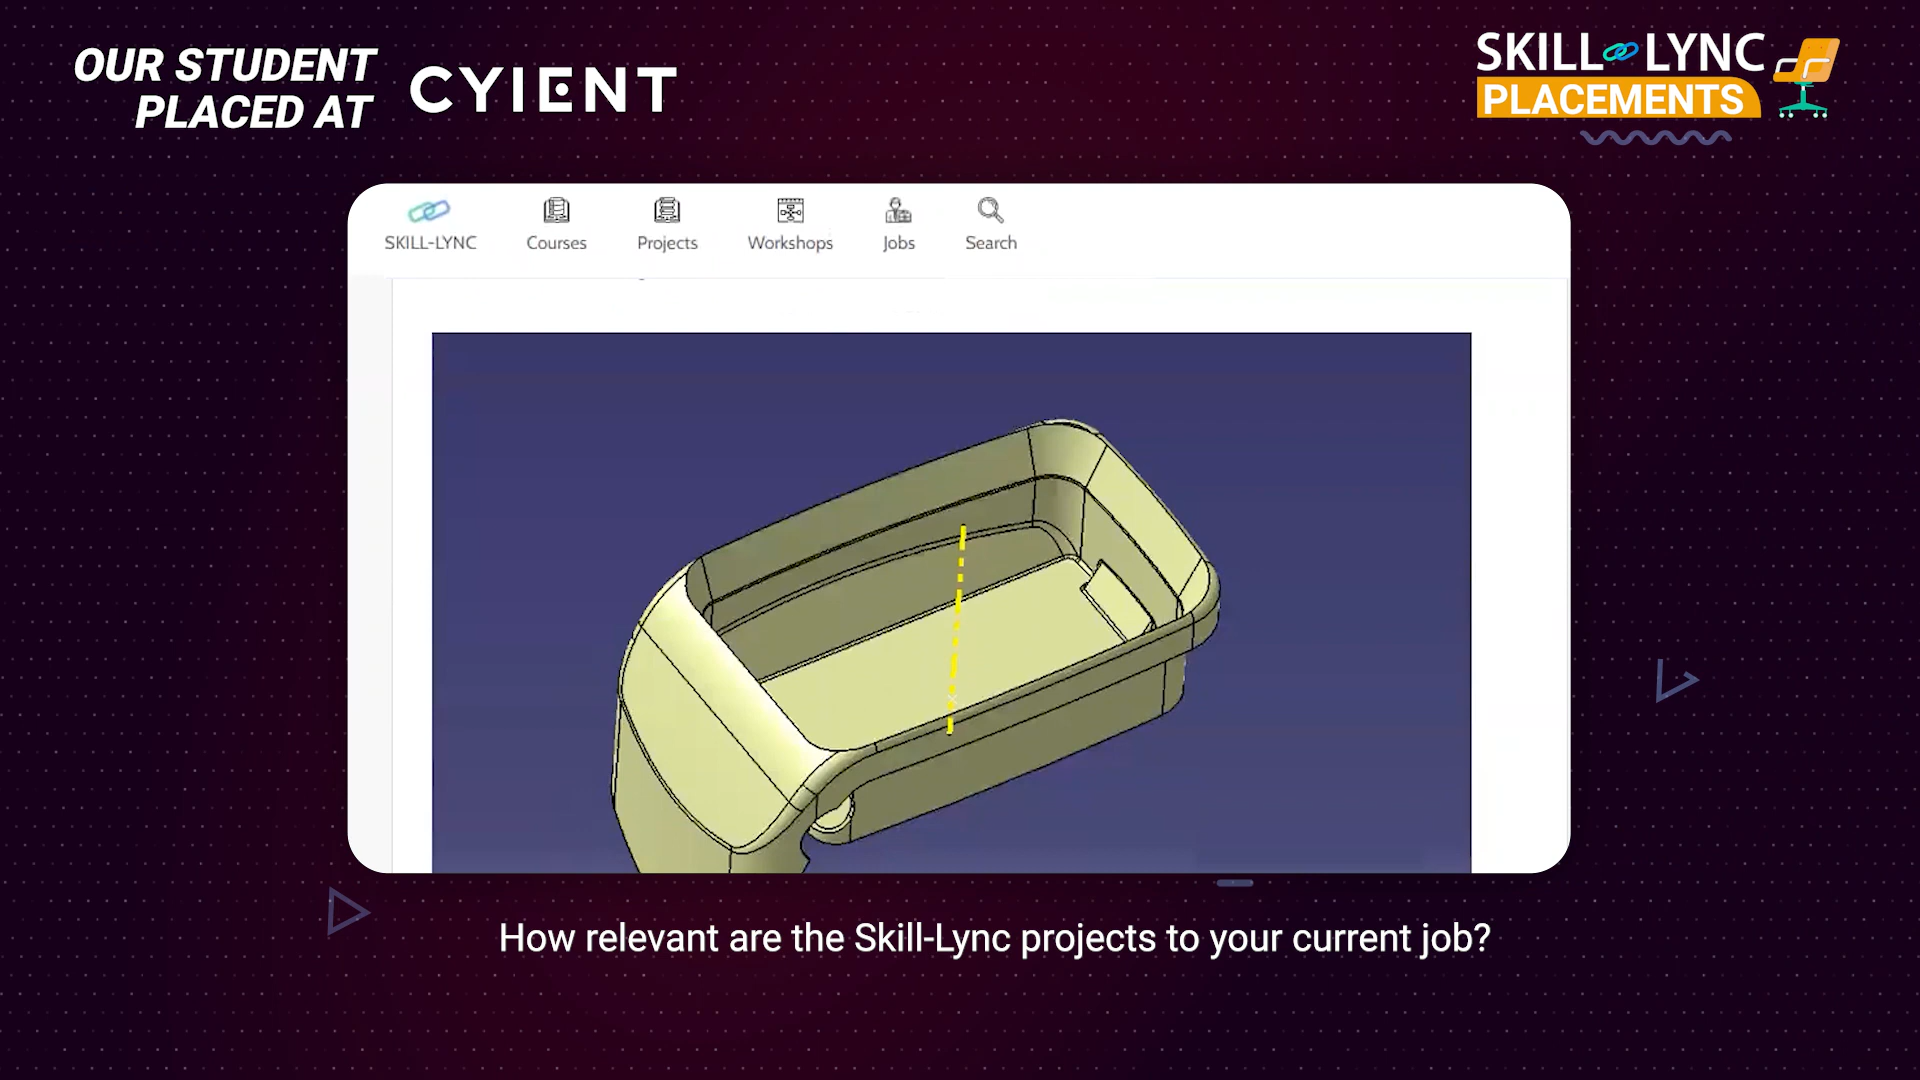 OUR STUDENT
PLACED AT
CYIENT
SKILL LYNC
PLACEMENTS
SKILL-LYNC
Courses
Projects
Workshops
Jobs
Search
How relevant are the Skill-Lync projects to your current job?